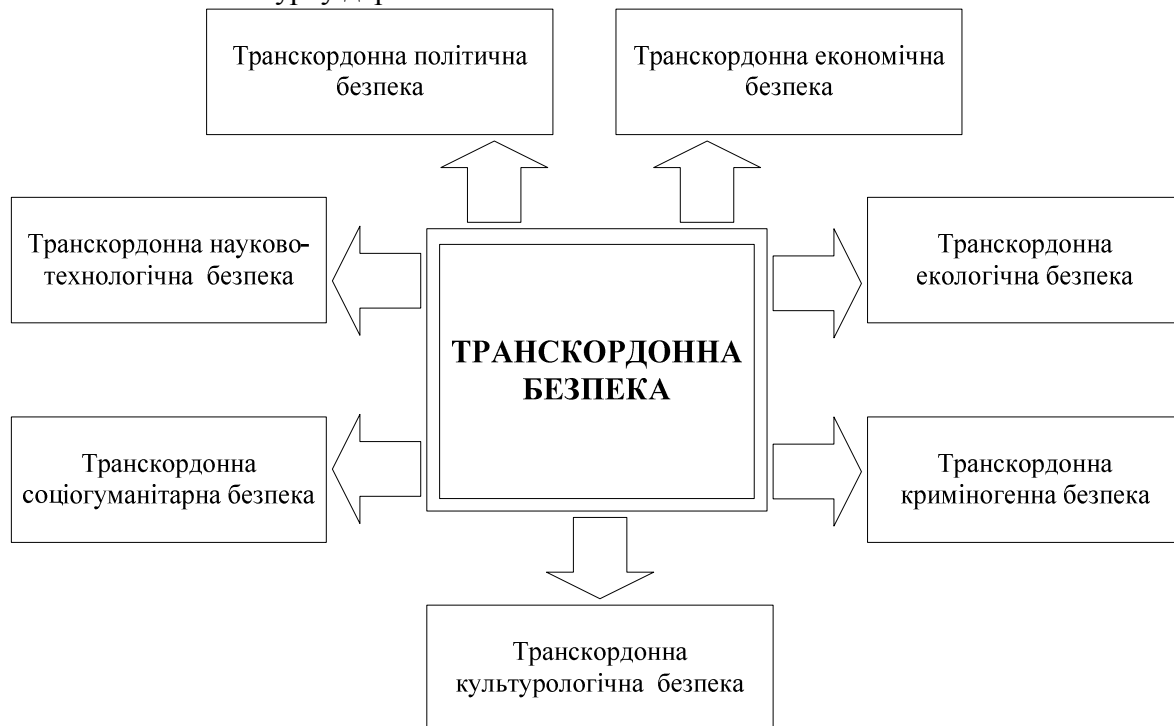 Транскордонна політична
безпека
Транскордонна економічна
безпека
Транскордонна науково-
технологічна безпека
Транскордонна
екологічна безпека
ТРАНСКОРДОННА
БЕЗПЕКА
Транскордонна
соціогуманітарна безпека
Транскордонна
криміногенна безпека
Транскордонна
культурологічна безпека